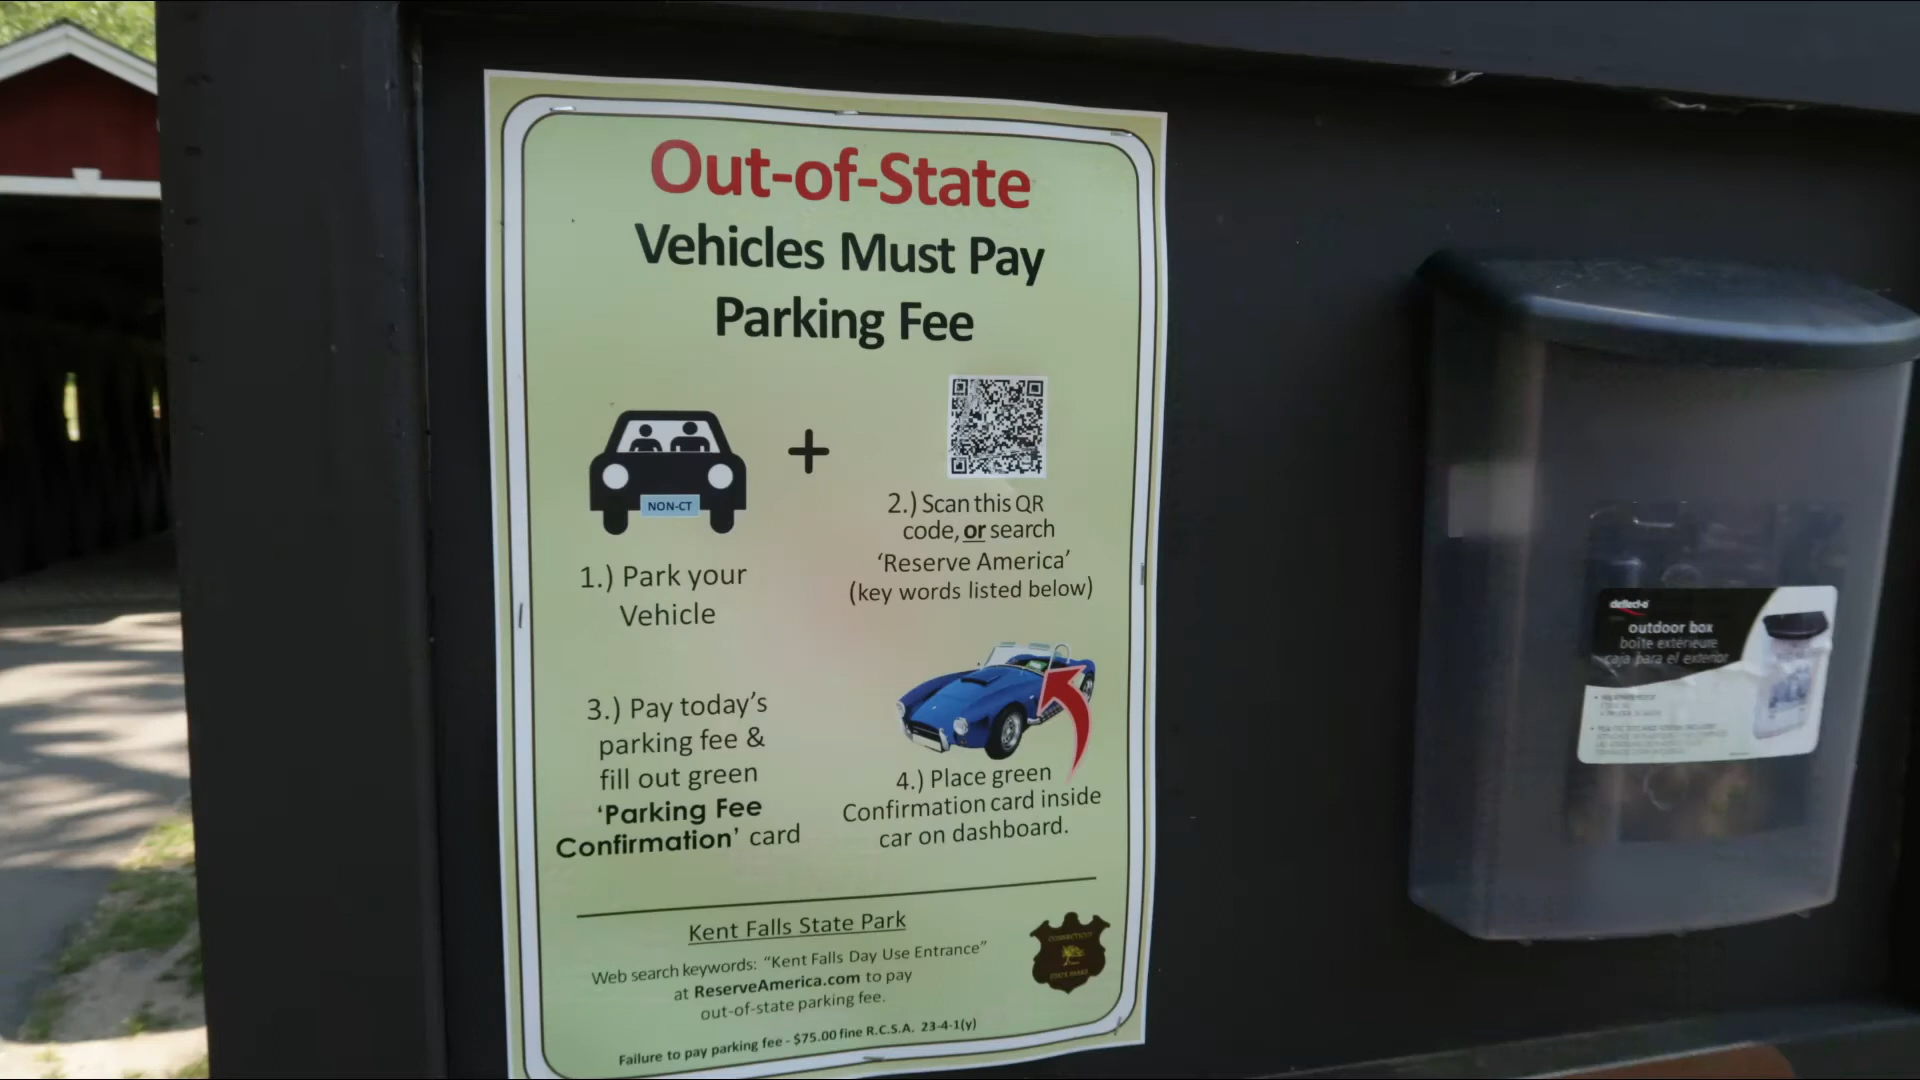 Out-of-State
Vehicles Must Pay
Parking Fee
NON-CT
1.) Park your
Vehicle
2.) Scan this QR
code, or search
‘Reserve America’
(key words listed below)
3.) Pay today’s
parking fee &
fill out green
‘Parking Fee
Confirmation’ card
4.) Place green
Confirmation card inside
car on dashboard.
Kent Falls State Park
Web search keywords: “Kent Falls Day Use Entrance”
at ReserveAmerica.com to pay
out-of-state parking fee.
Failure to pay parking fee - $75.00 fine R.C.S.A. 23-4-1(y)
CONNECTICUT
STATE PARKS
deflect-o
outdoor box
boîte extérieure
caja para el exterior